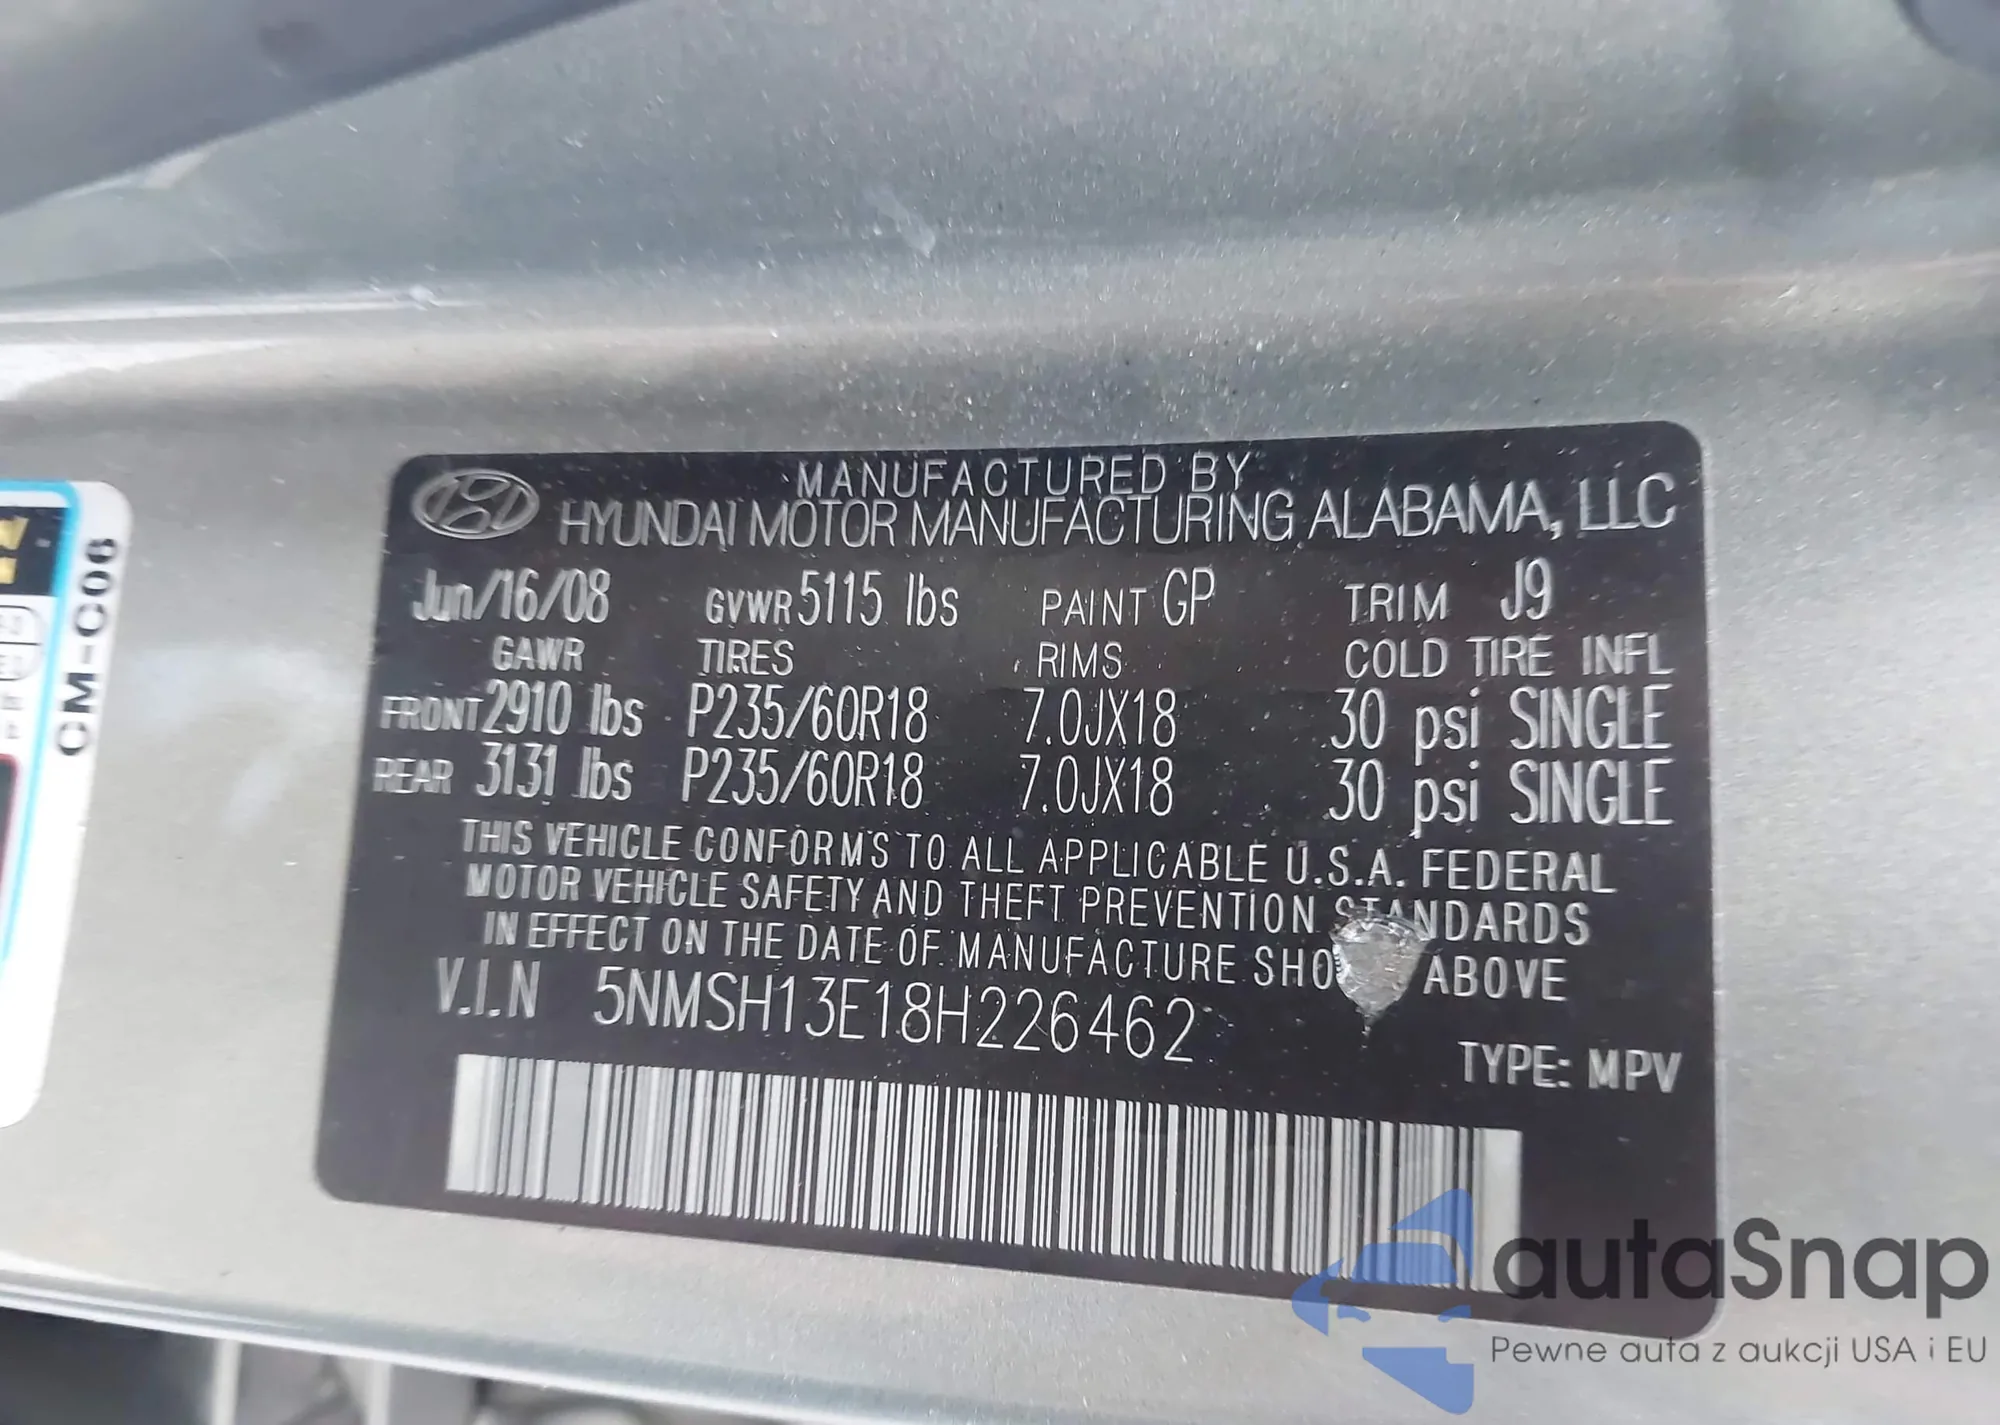 MANUFACTURED BY
HYUNDAI MOTOR MANUFACTURING ALABAMA, LLC
Jun/16/08 GVWR 5115 lbs PAINT GP TRIM J9
GAWR TIRES RIMS COLD TIRE INFL
FRONT 2910 lbs P235/60R18 7.0JX18 30 psi SINGLE
REAR 3131 lbs P235/60R18 7.0JX18 30 psi SINGLE
THIS VEHICLE CONFORMS TO ALL APPLICABLE U.S.A. FEDERAL
MOTOR VEHICLE SAFETY AND THEFT PREVENTION STANDARDS
IN EFFECT ON THE DATE OF MANUFACTURE SHO ABOVE
V.I.N 5NMSH13E18H226462
TYPE: MPV
CM-C06
autaSnap
Pewne auta z aukcji USA i EU